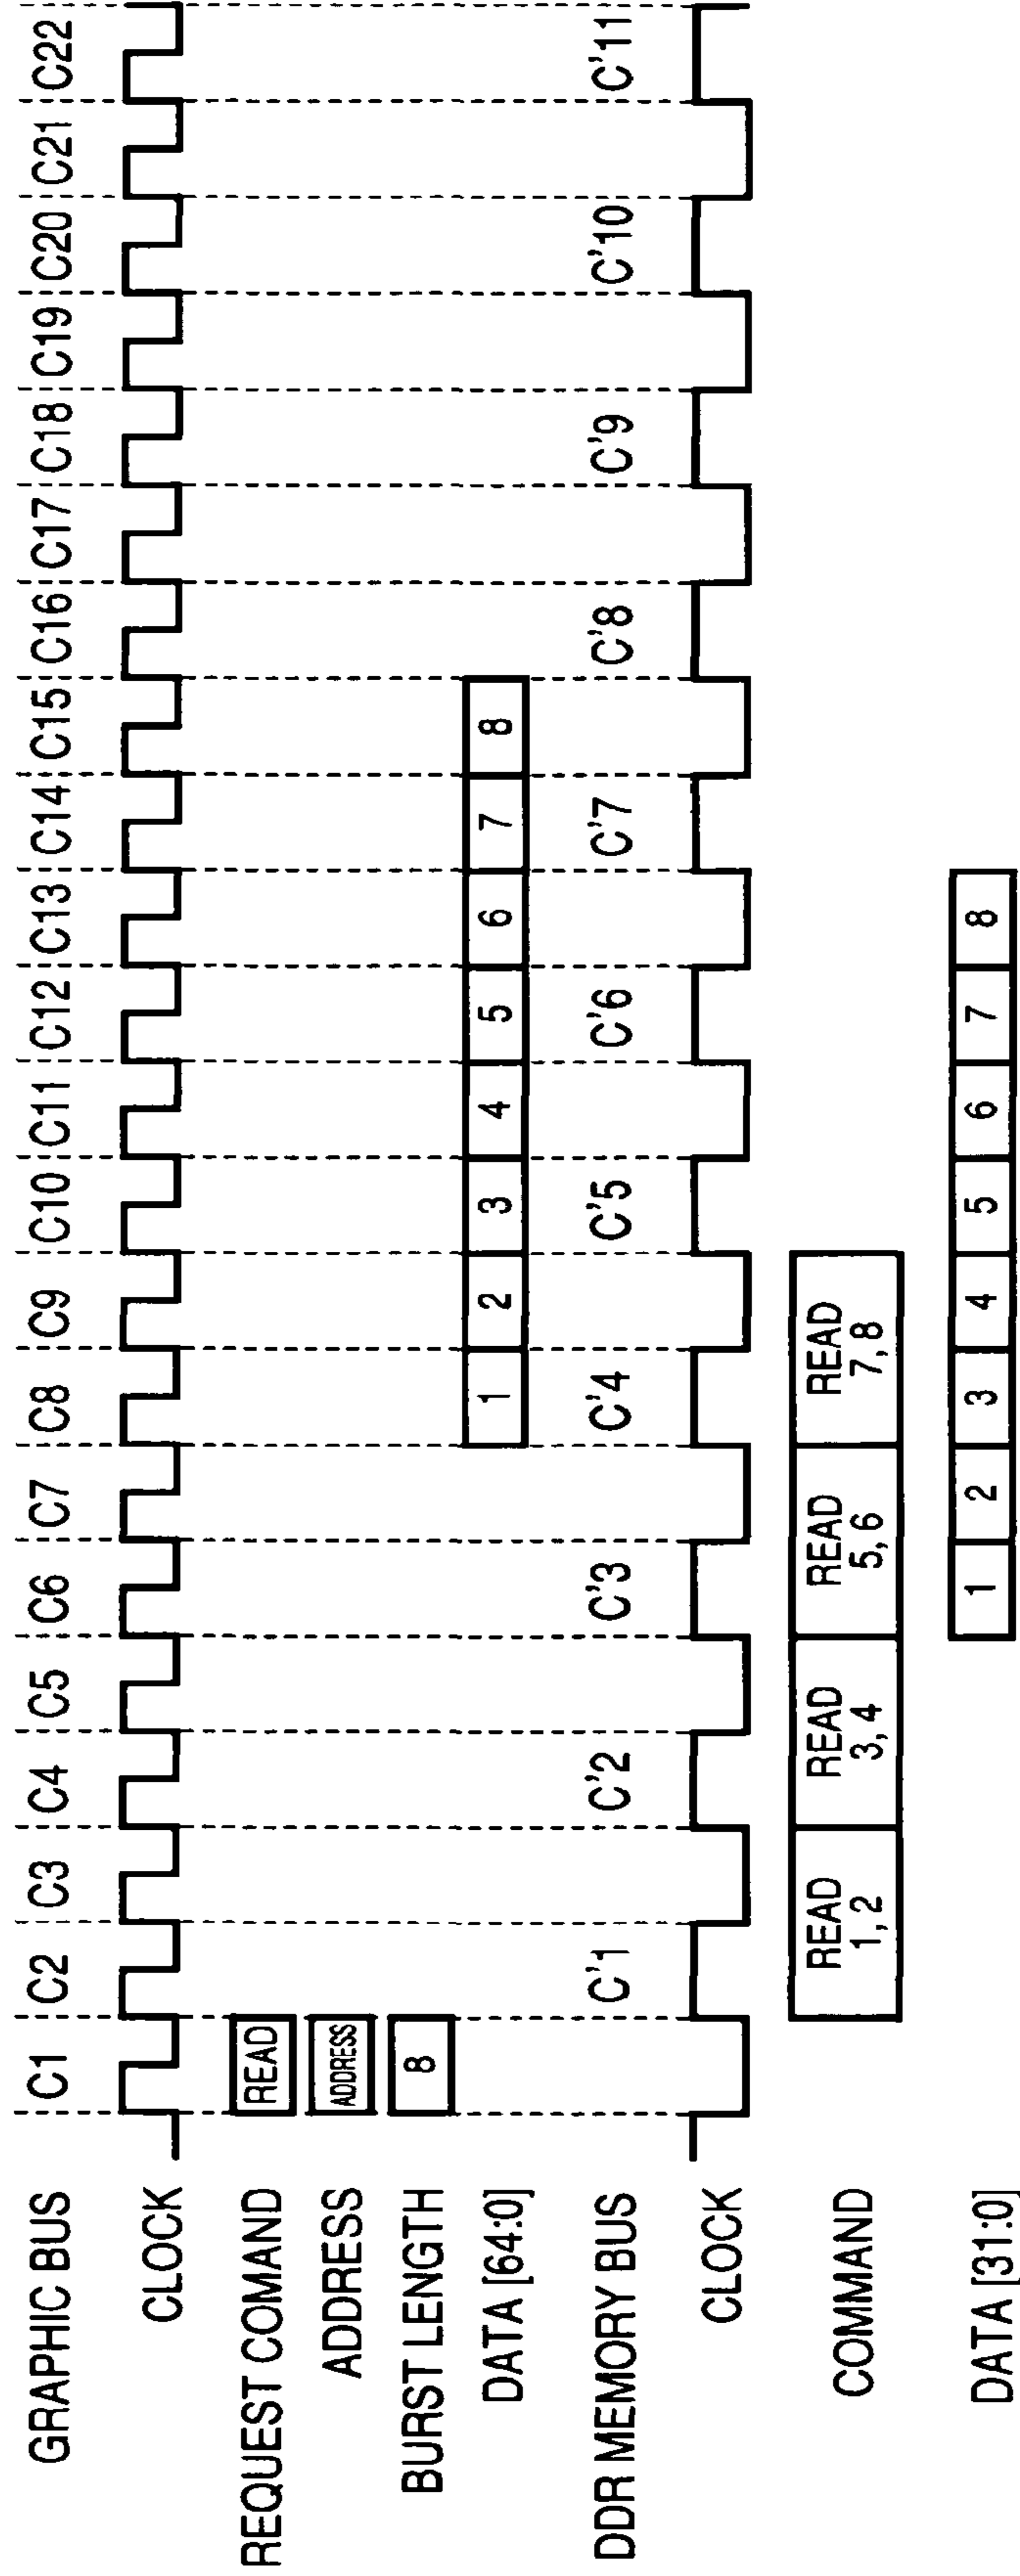 GRAPHIC BUS C1 C2 C3 C4 C5 C6 C7 C8 C9 C10 C11 C12 C13 C14 C15 C16 C17 C18 C19 C20 C21 C22
CLOCK
REQUEST COMAND READ
ADDRESS ADDRESS
BURST LENGTH 8
DATA [64:0] 1 2 3 4 5 6 7 8
DDR MEMORY BUS C'1 C'2 C'3 C'4 C'5 C'6 C'7 C'8 C'9 C'10 C'11
CLOCK
COMMAND READ 1, 2 READ 3, 4 READ 5, 6 READ 7, 8
DATA [31:0] 1 2 3 4 5 6 7 8